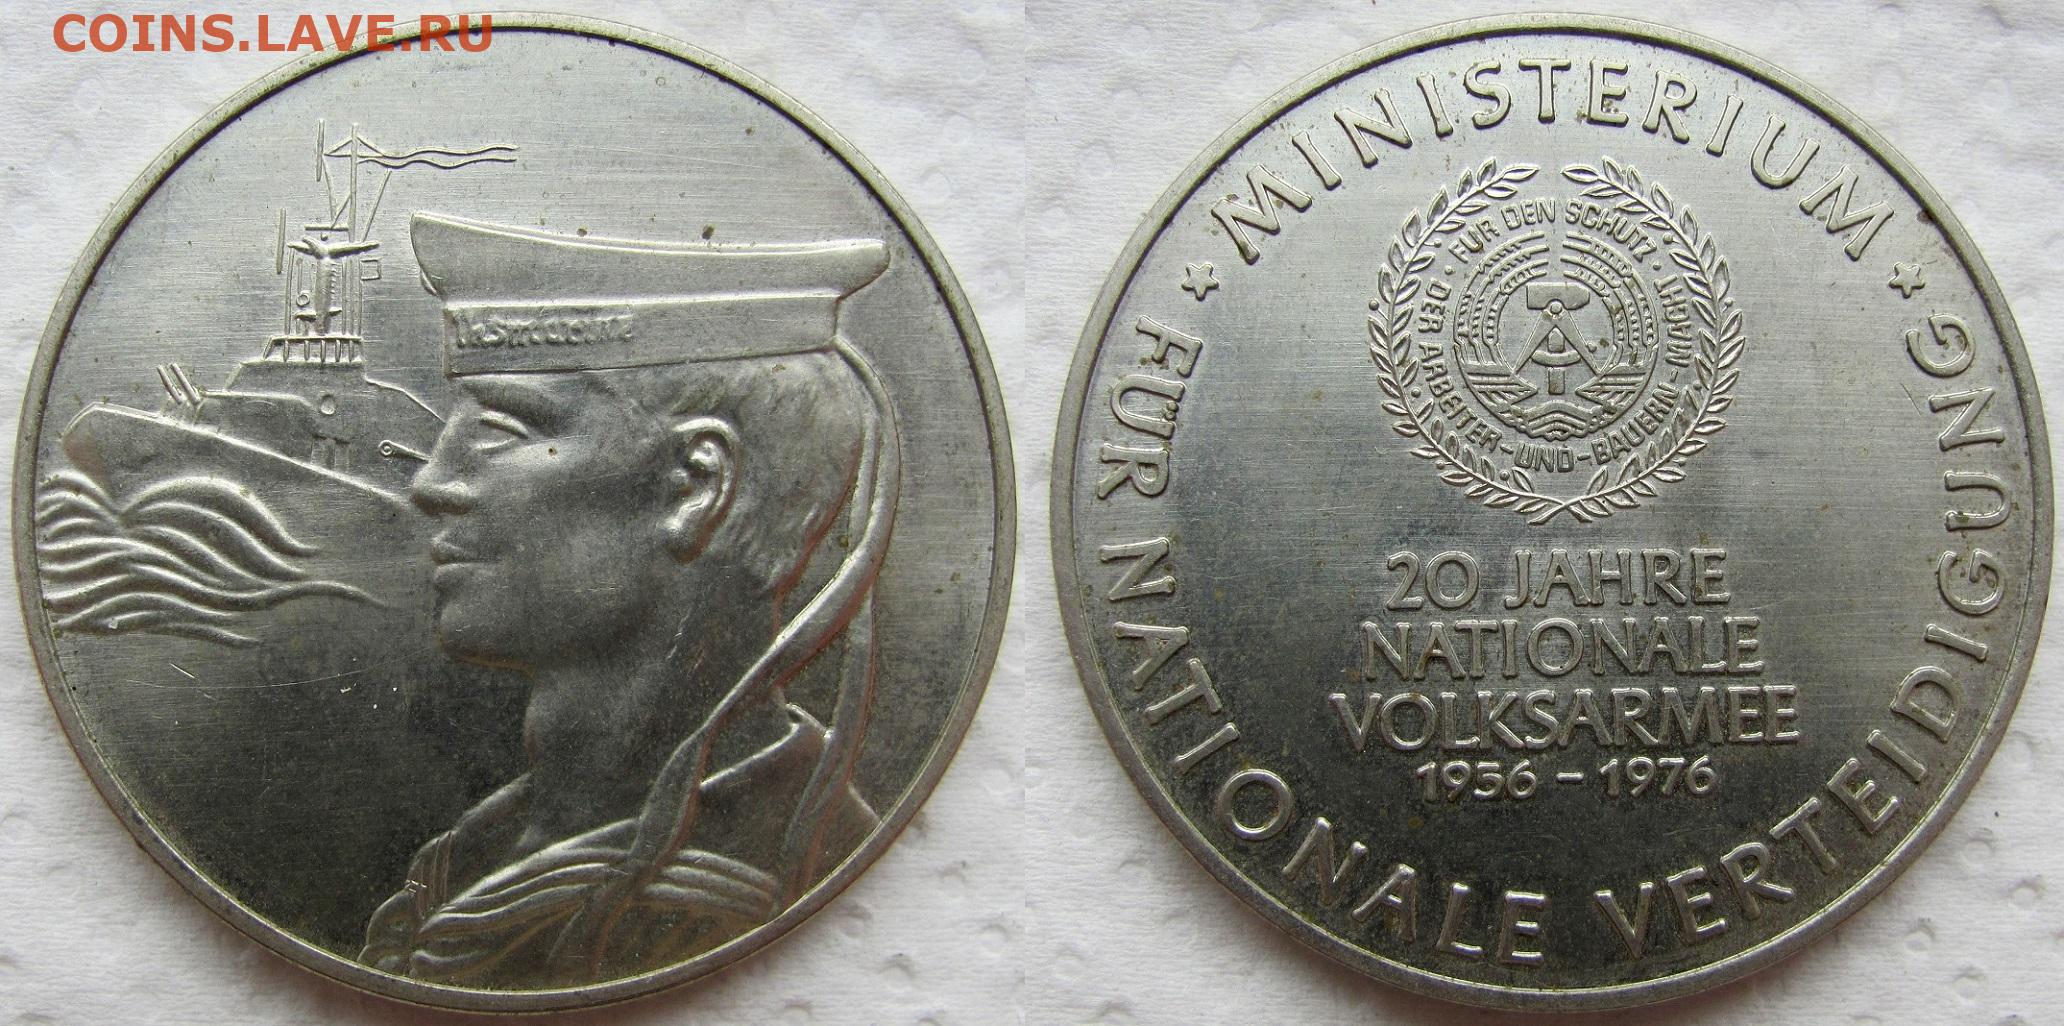 COINS.LAVE.RU
MINISTERIUM
FÜR NATIONALE VERTEIDIGUNG
FÜR DEN SCHUTZ · DER ARBEITER-UND-BAUERN-MACHT ·
20 JAHRE
NATIONALE
VOLKSARMEE
1956 – 1976